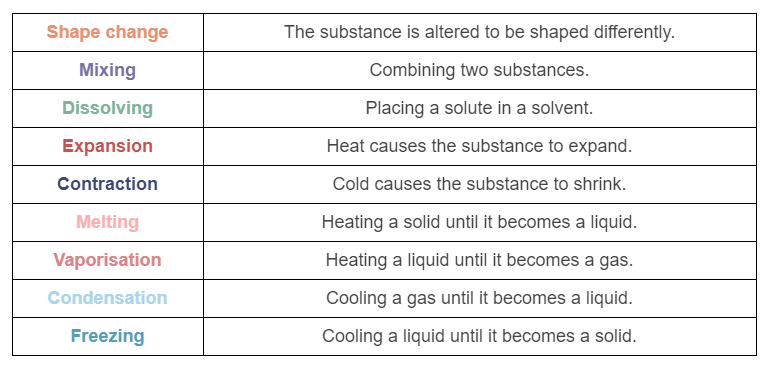 Shape change The substance is altered to be shaped differently.
Mixing Combining two substances.
Dissolving Placing a solute in a solvent.
Expansion Heat causes the substance to expand.
Contraction Cold causes the substance to shrink.
Melting Heating a solid until it becomes a liquid.
Vaporisation Heating a liquid until it becomes a gas.
Condensation Cooling a gas until it becomes a liquid.
Freezing Cooling a liquid until it becomes a solid.